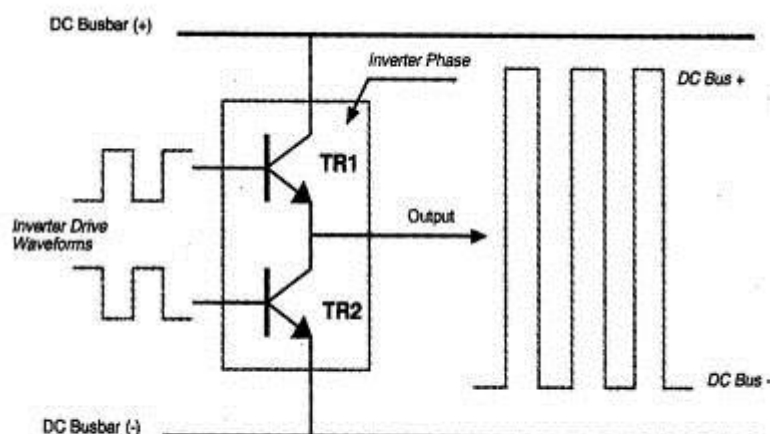 DC Busbar (+)
Inverter Phase
DC Bus +
TR1
Output
Inverter Drive
Waveforms
TR2
DC Bus -
DC Busbar (-)